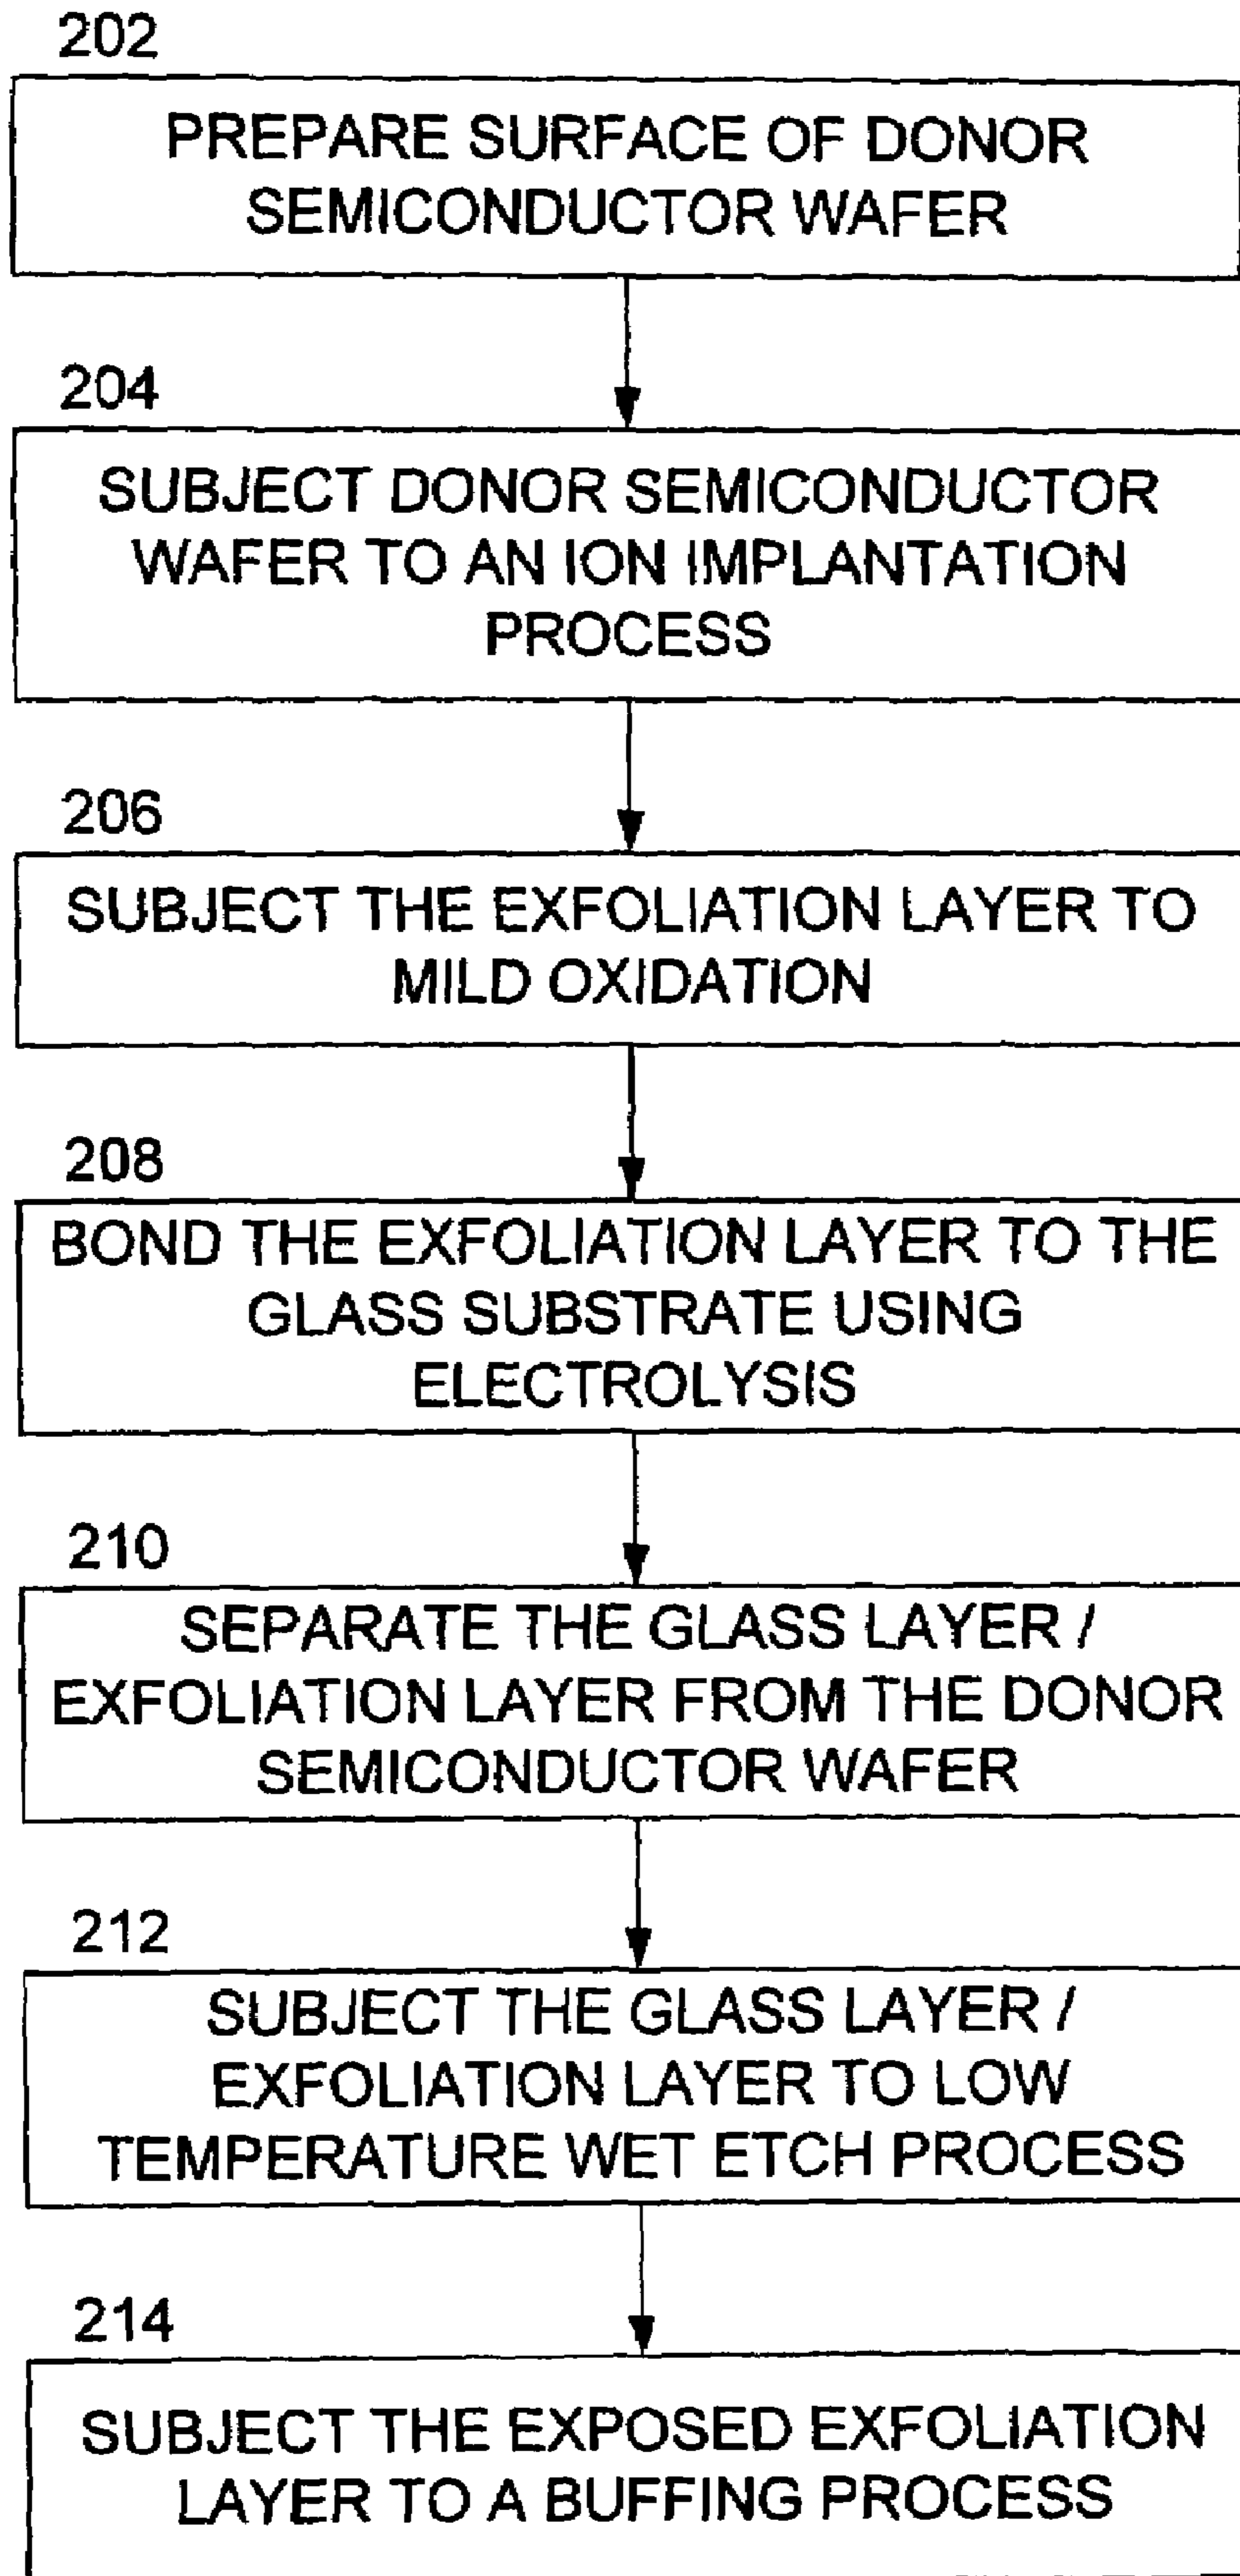 202
PREPARE SURFACE OF DONOR
SEMICONDUCTOR WAFER
204
SUBJECT DONOR SEMICONDUCTOR
WAFER TO AN ION IMPLANTATION
PROCESS
206
SUBJECT THE EXFOLIATION LAYER TO
MILD OXIDATION
208
BOND THE EXFOLIATION LAYER TO THE
GLASS SUBSTRATE USING
ELECTROLYSIS
210
SEPARATE THE GLASS LAYER /
EXFOLIATION LAYER FROM THE DONOR
SEMICONDUCTOR WAFER
212
SUBJECT THE GLASS LAYER /
EXFOLIATION LAYER TO LOW
TEMPERATURE WET ETCH PROCESS
214
SUBJECT THE EXPOSED EXFOLIATION
LAYER TO A BUFFING PROCESS